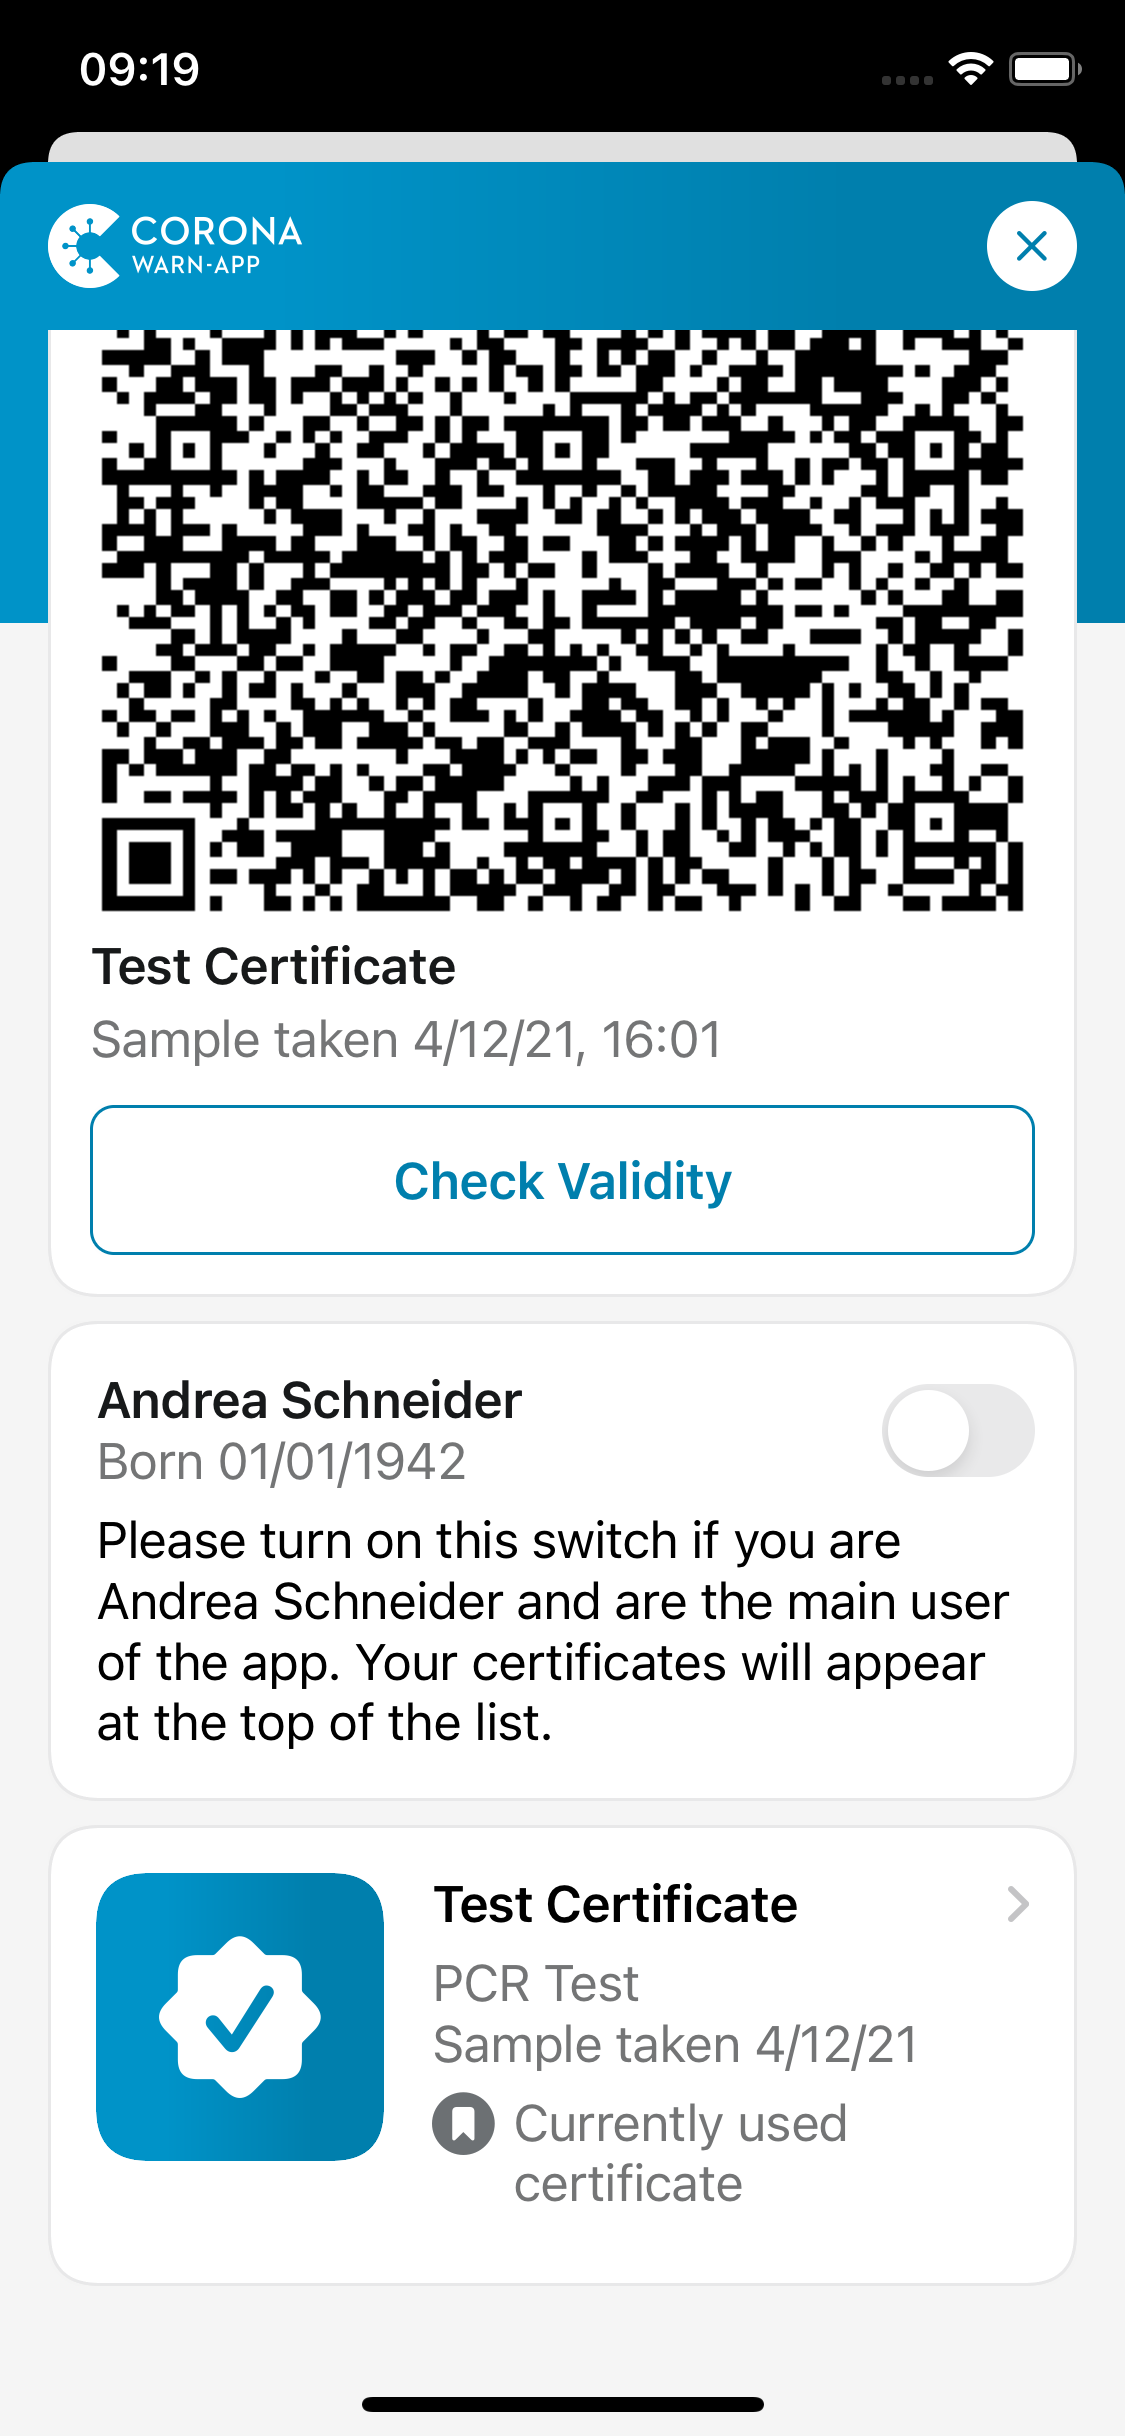 09:19
CORONA
WARN-APP
Test Certificate
Sample taken 4/12/21, 16:01
Check Validity
Andrea Schneider
Born 01/01/1942
Please turn on this switch if you are
Andrea Schneider and are the main user
of the app. Your certificates will appear
at the top of the list.
Test Certificate
PCR Test
Sample taken 4/12/21
Currently used
certificate